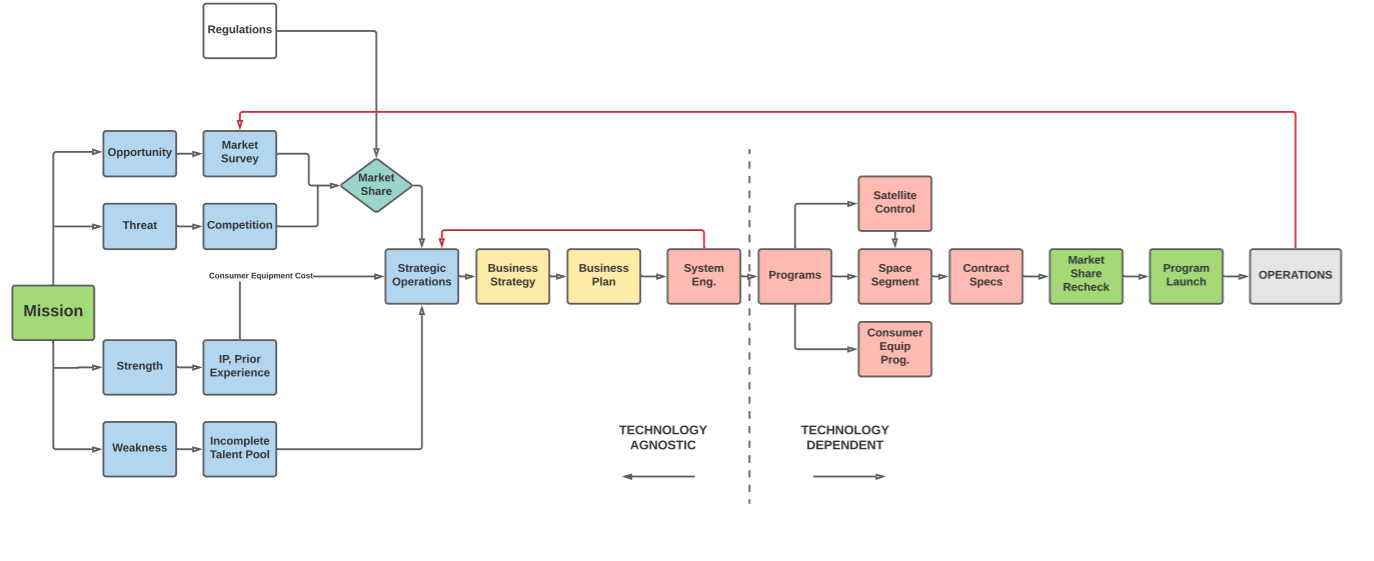 Regulations
Opportunity
Market
Survey
Market
Share
Threat
Competition
Consumer Equipment Cost
Mission
Strength
IP, Prior
Experience
Weakness
Incomplete
Talent Pool
Strategic
Operations
Business
Strategy
Business
Plan
System
Eng.
Programs
Satellite
Control
Space
Segment
Consumer
Equip
Prog.
Contract
Specs
Market
Share
Recheck
Program
Launch
OPERATIONS
TECHNOLOGY
AGNOSTIC
TECHNOLOGY
DEPENDENT